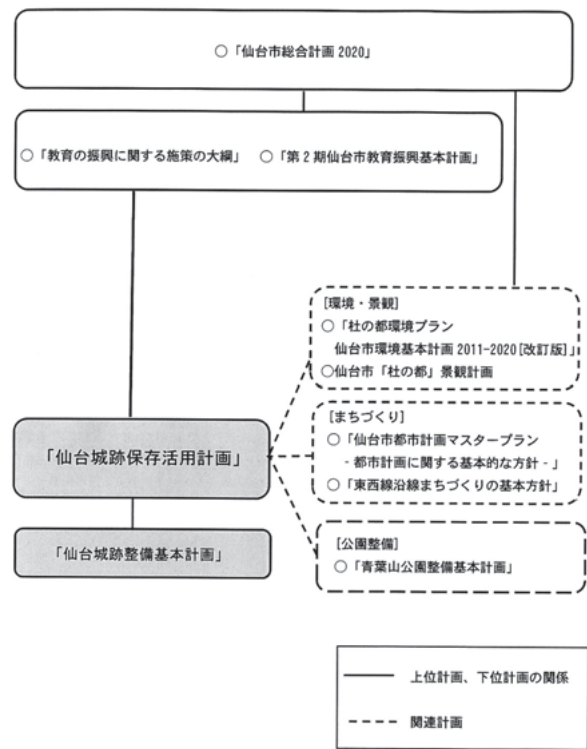 ○「仙台市総合計画 2020」
○「教育の振興に関する施策の大綱」 ○「第2期仙台市教育振興基本計画」
[環境・景観]
○「杜の都環境プラン
仙台市環境基本計画 2011-2020[改訂版]」
○仙台市「杜の都」景観計画
「仙台城跡保存活用計画」
[まちづくり]
○「仙台市都市計画マスタープラン
- 都市計画に関する基本的な方針 - 」
○「東西線沿線まちづくりの基本方針」
「仙台城跡整備基本計画」
[公園整備]
○「青葉山公園整備基本計画」
上位計画、下位計画の関係
関連計画